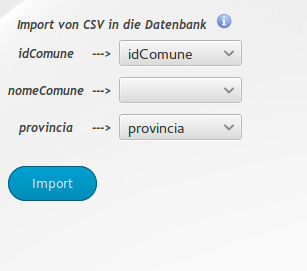 Import von CSV in die Datenbank i
idComune ---> idComune
nomeComune --->
provincia ---> provincia
Import